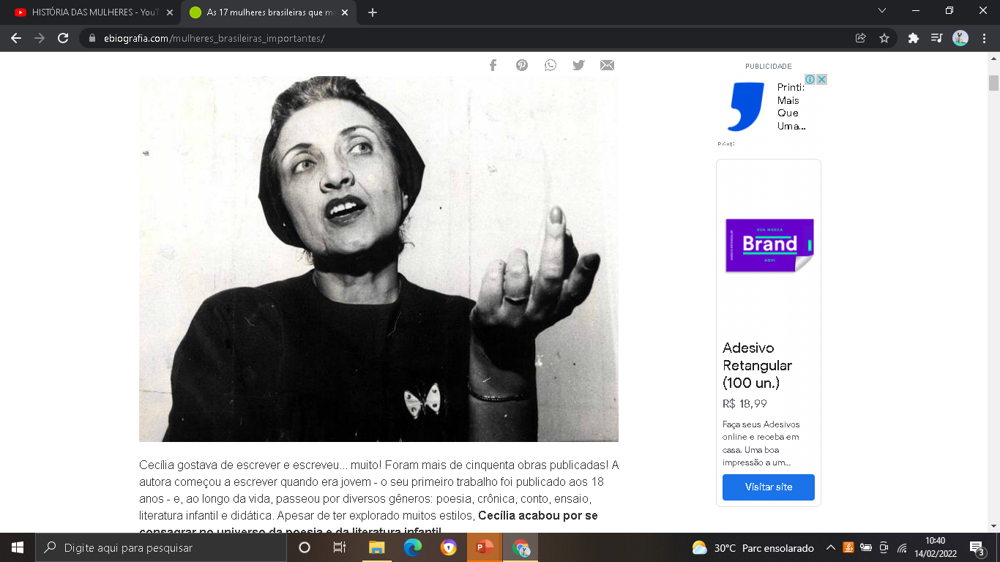 HISTÓRIA DAS MULHERES - YouT
As 17 mulheres brasileiras que m
ebiografia.com/mulheres_brasileiras_importantes/
PUBLICIDADE
Printi:
Mais
Que
Uma...
Printi
SUA MARCA
Brand
AQUI
Adesivo
Retangular
(100 un.)
R$ 18,99
Faça seus Adesivos
online e receba em
casa. Uma boa
impressão a um...
Visitar site
Cecília gostava de escrever e escreveu... muito! Foram mais de cinquenta obras publicadas! A
autora começou a escrever quando era jovem - o seu primeiro trabalho foi publicado aos 18
anos - e, ao longo da vida, passeou por diversos gêneros: poesia, crônica, conto, ensaio,
literatura infantil e didática. Apesar de ter explorado muitos estilos, Cecília acabou por se
consagrar no universo da poesia e da literatura infantil
Digite aqui para pesquisar
30°C Parc ensolarado
10:40
14/02/2022
3